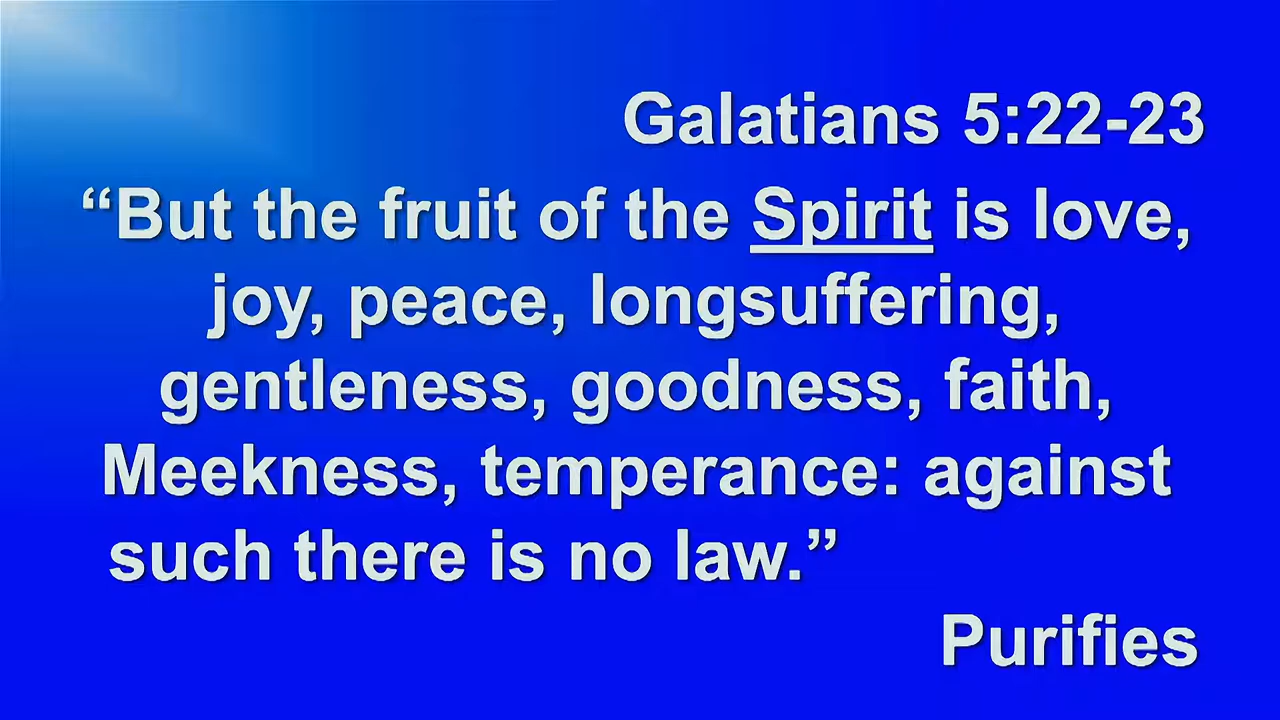 Galatians 5:22-23
“But the fruit of the Spirit is love,
joy, peace, longsuffering,
gentleness, goodness, faith,
Meekness, temperance: against
such there is no law.”
Purifies